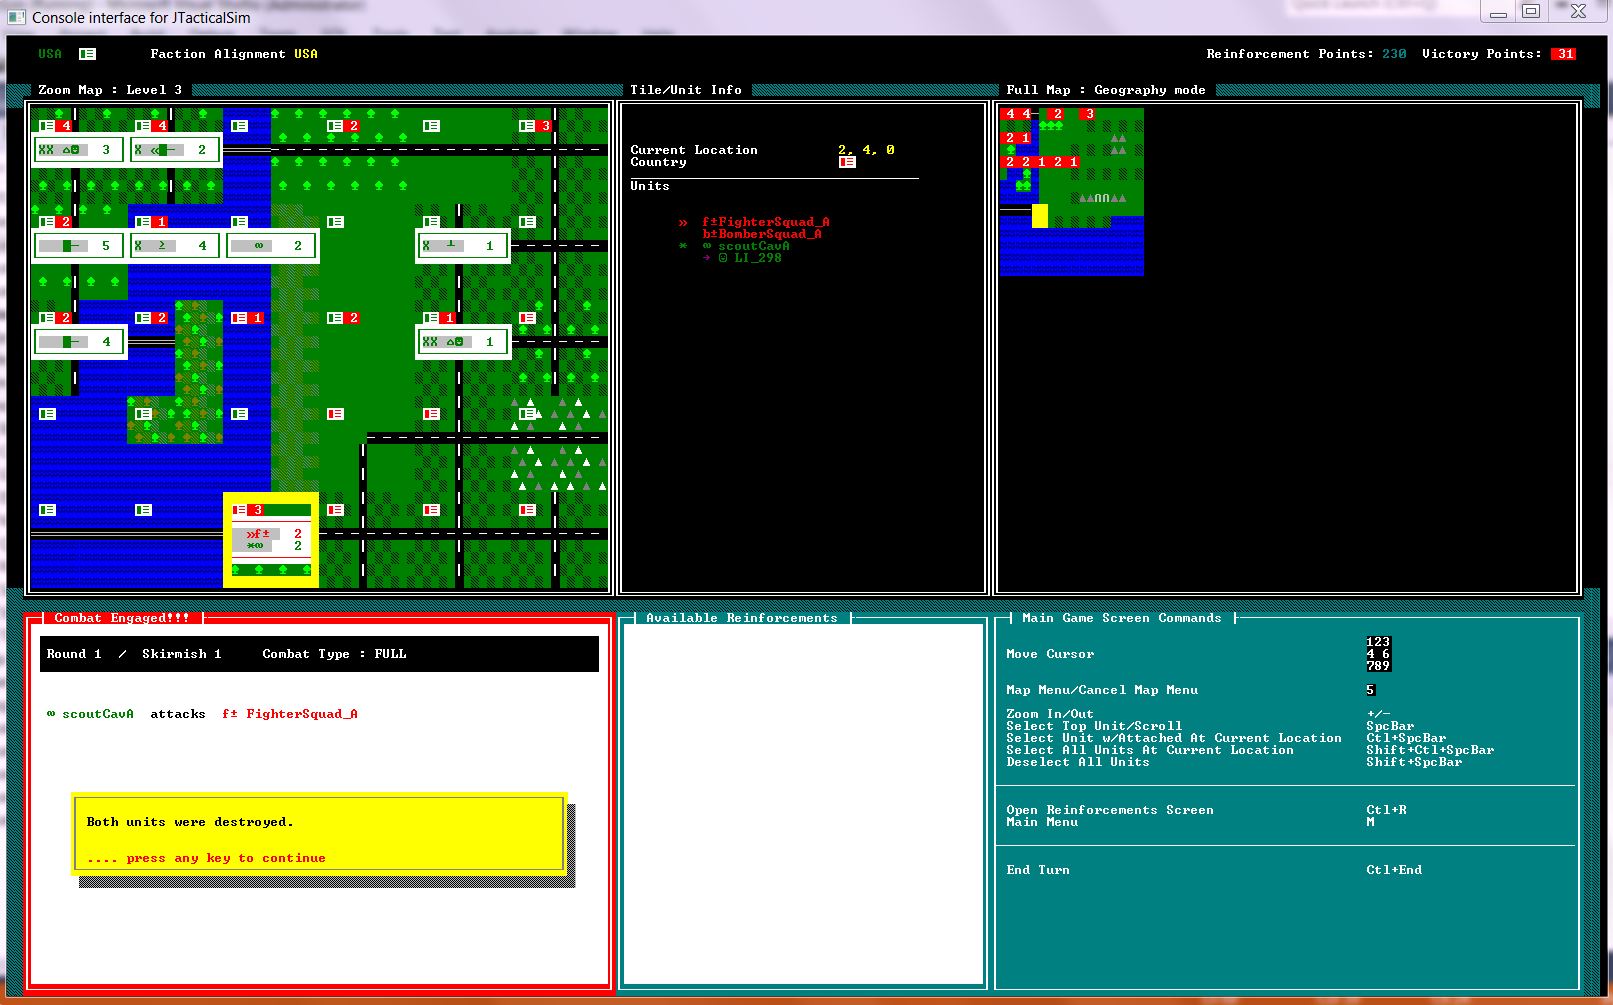 Console interface for JTacticalSim
USA Faction Alignment USA Reinforcement Points: 230 Victory Points: 31
Zoom Map : Level 3
4 4 2 3
XX 3
2
2 1
5
X ≥ 4
∞ 2
X ┴ 1
2 2 1 2 1
4
XX 1
3
»f± 2
*∞ 2
Tile/Unit Info
Current Location 2, 4, 0
Country
Units
» f±FighterSquad_A
b±BomberSquad_A
* ∞ scoutCavA
→ ☺ LI_298
Full Map : Geography mode
4 4 2 3
2 1
2 2 1 2 1
Combat Engaged!!!
Round 1 / Skirmish 1 Combat Type : FULL
∞ scoutCavA attacks f± FighterSquad_A
Both units were destroyed.
.... press any key to continue
Available Reinforcements
Main Game Screen Commands
123
Move Cursor 4 6
789
Map Menu/Cancel Map Menu 5
Zoom In/Out +/-
Select Top Unit/Scroll SpcBar
Select Unit w/Attached At Current Location Ctl+SpcBar
Select All Units At Current Location Shift+Ctl+SpcBar
Deselect All Units Shift+SpcBar
Open Reinforcements Screen Ctl+R
Main Menu M
End Turn Ctl+End